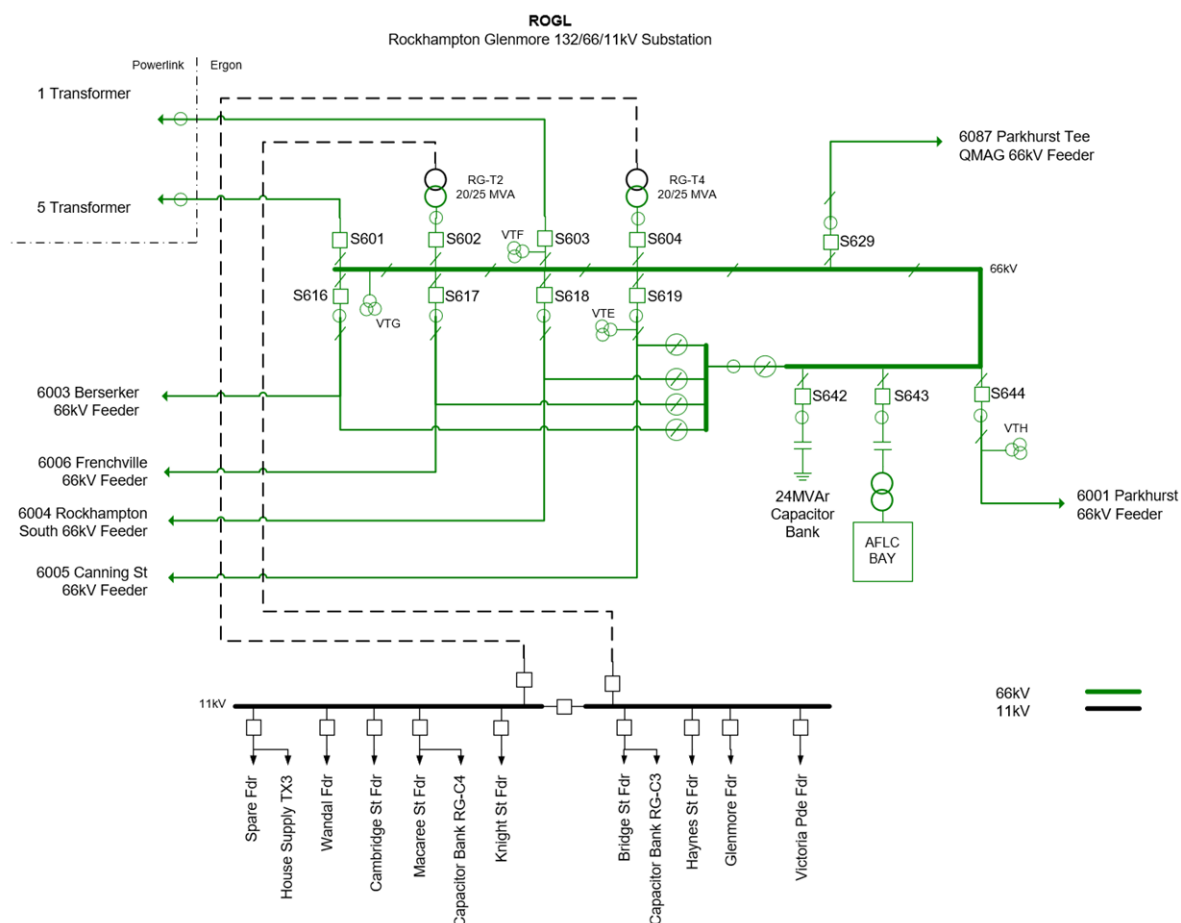 ROGL
Rockhampton Glenmore 132/66/11kV Substation
Powerlink
Ergon
1 Transformer
5 Transformer
RG-T2
20/25 MVA
RG-T4
20/25 MVA
6087 Parkhurst Tee
QMAG 66kV Feeder
S601
S602
VTF
S603
S604
S629
66kV
S616
VTG
S617
S618
VTE
S619
S642
S643
S644
VTH
6003 Berserker
66kV Feeder
6006 Frenchville
66kV Feeder
6004 Rockhampton
South 66kV Feeder
6005 Canning St
66kV Feeder
24MVAr
Capacitor
Bank
AFLC
BAY
6001 Parkhurst
66kV Feeder
11kV
66kV
11kV
Spare Fdr
House Supply TX3
Wandal Fdr
Cambridge St Fdr
Macaree St Fdr
Capacitor Bank RG-C4
Knight St Fdr
Bridge St Fdr
Capacitor Bank RG-C3
Haynes St Fdr
Glenmore Fdr
Victoria Pde Fdr